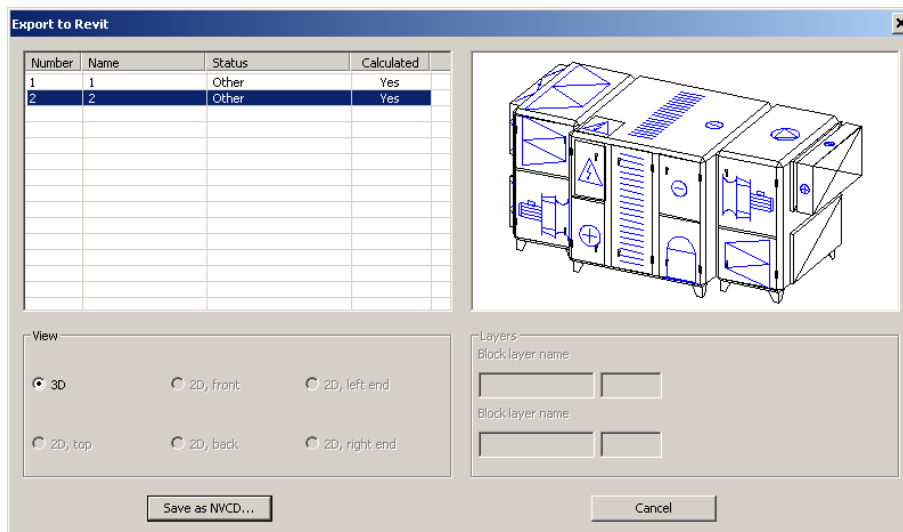 Export to Revit
Number Name Status Calculated
1 1 Other Yes
2 2 Other Yes
View
3D
2D, front
2D, left end
2D, top
2D, back
2D, right end
Layers
Block layer name
Block layer name
Save as NVCD...
Cancel